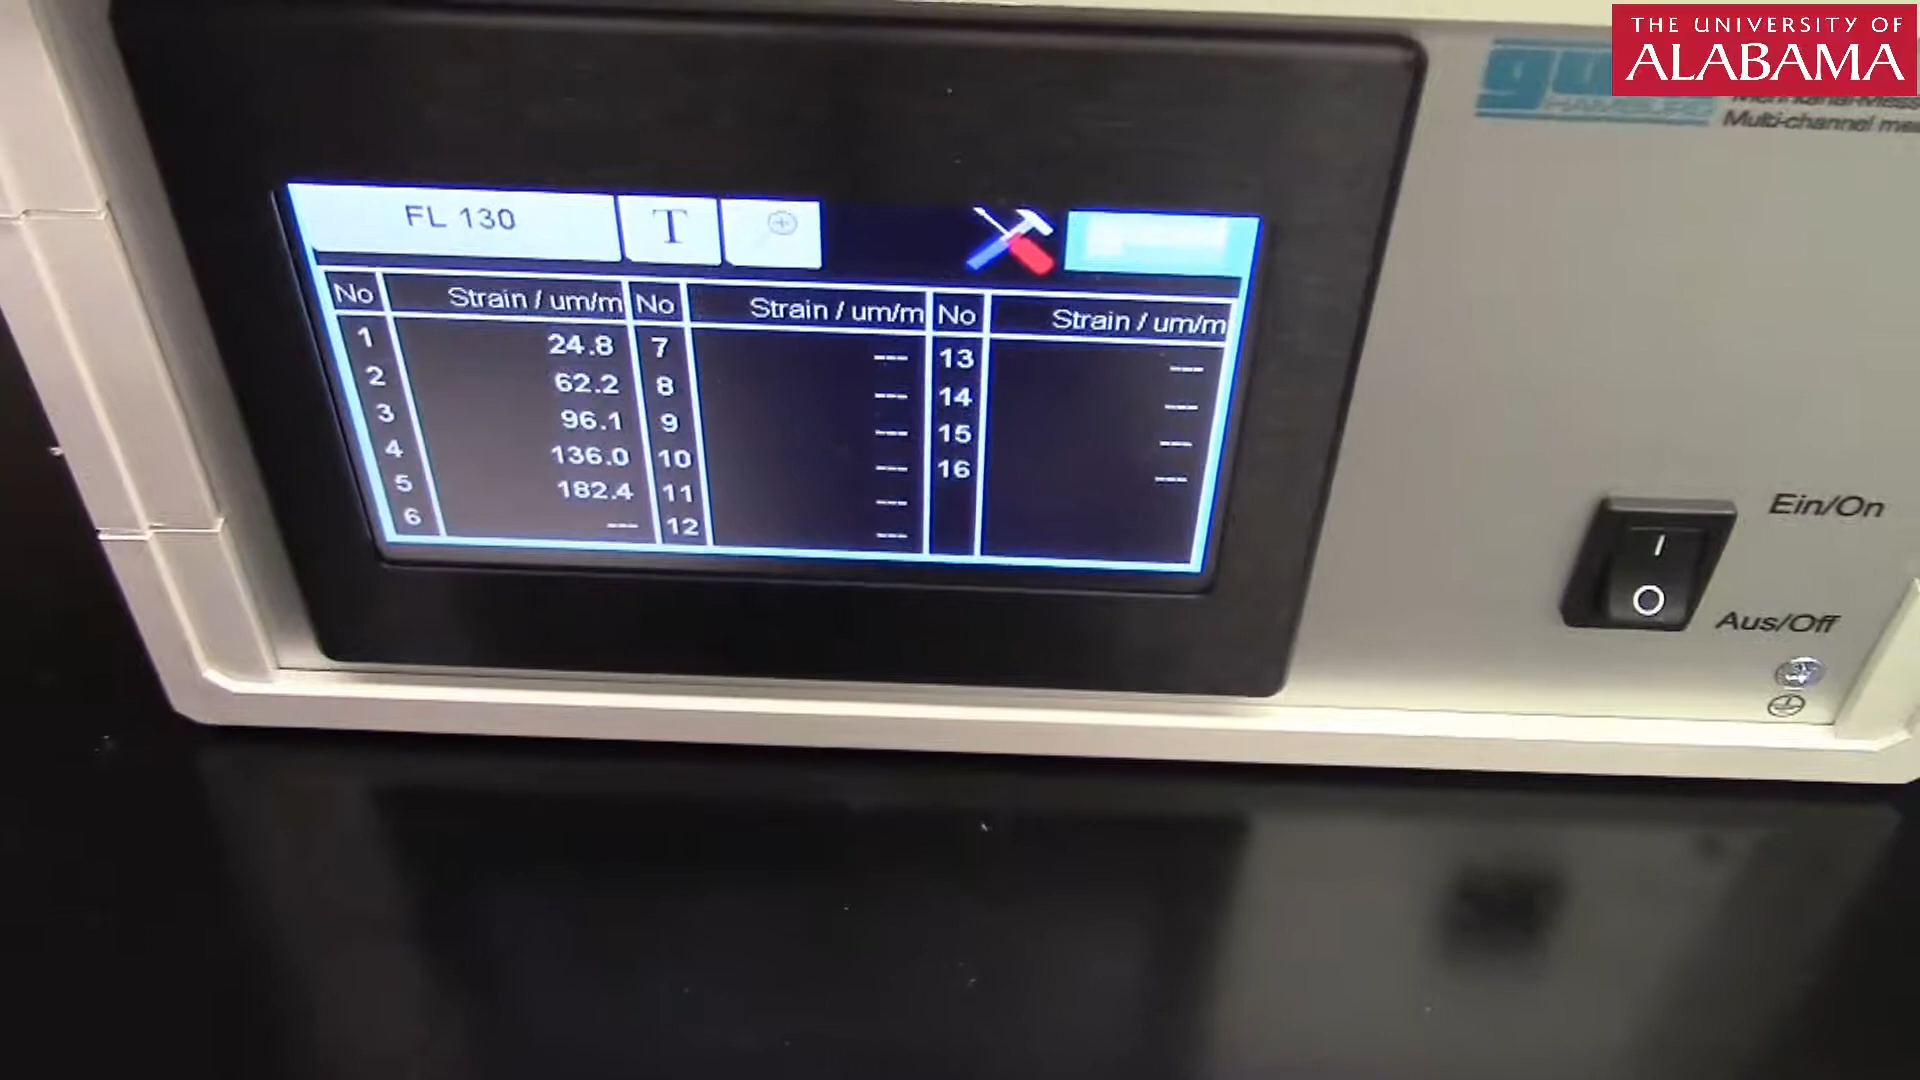 THE UNIVERSITY OF
ALABAMA
HAMBURG
Multi-channel
FL 130 T
No Strain / um/m No Strain / um/m No Strain / um/m
1 24.8 7 --- 13 ---
2 62.2 8 --- 14 ---
3 96.1 9 --- 15 ---
4 136.0 10 --- 16 ---
5 182.4 11 ---
6 --- 12 ---
Ein/On
I
O
Aus/Off